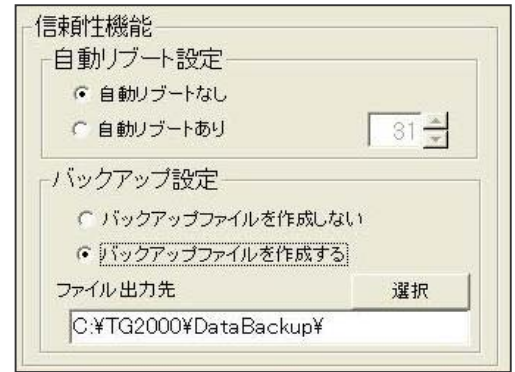 信頼性機能
自動リブート設定
自動リブートなし
自動リブートあり 31
バックアップ設定
バックアップファイルを作成しない
バックアップファイルを作成する
ファイル出力先 選択
C:¥TG2000¥DataBackup¥